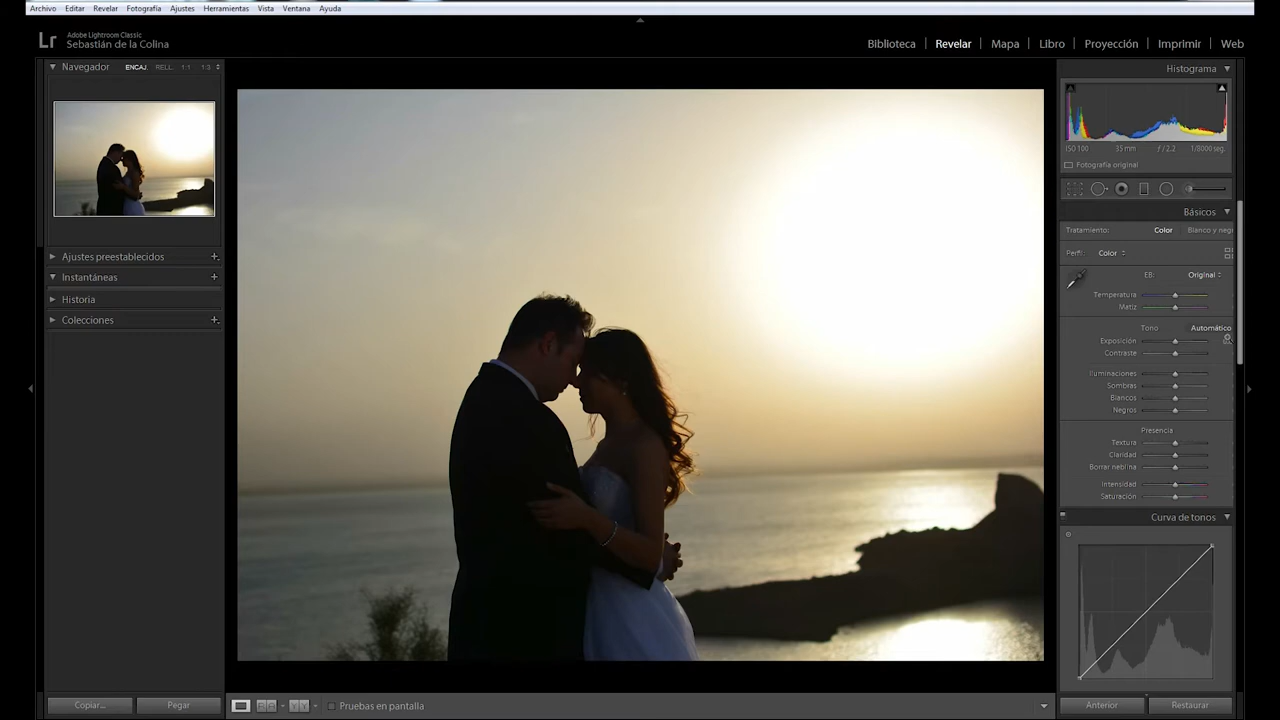 Archivo Editar Revelar Fotografía Ajustes Herramientas Vista Ventana Ayuda
Lr
Adobe Lightroom Classic
Sebastián de la Colina
Biblioteca | Revelar | Mapa | Libro | Proyección | Imprimir | Web
Navegador ENCAJ. RELL. 1:1 1:3
Ajustes preestablecidos
Instantáneas
Historia
Colecciones
Copiar... Pegar
Pruebas en pantalla
Histograma
ISO 100 35 mm ƒ / 2,2 1/8000 seg.
Fotografía original
Básicos
Tratamiento: Color Blanco y negr
Perfil: Color
EB: Original
Temperatura
Matiz
Tono Automático
Exposición
Contraste
Iluminaciones
Sombras
Blancos
Negros
Presencia
Textura
Claridad
Borrar neblina
Intensidad
Saturación
Curva de tonos
Anterior Restaurar